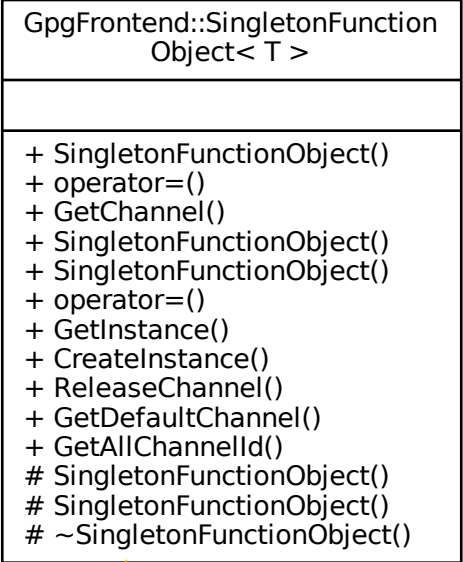 GpgFrontend::SingletonFunction
Object< T >
+ SingletonFunctionObject()
+ operator=()
+ GetChannel()
+ SingletonFunctionObject()
+ SingletonFunctionObject()
+ operator=()
+ GetInstance()
+ CreateInstance()
+ ReleaseChannel()
+ GetDefaultChannel()
+ GetAllChannelId()
# SingletonFunctionObject()
# SingletonFunctionObject()
# ~SingletonFunctionObject()